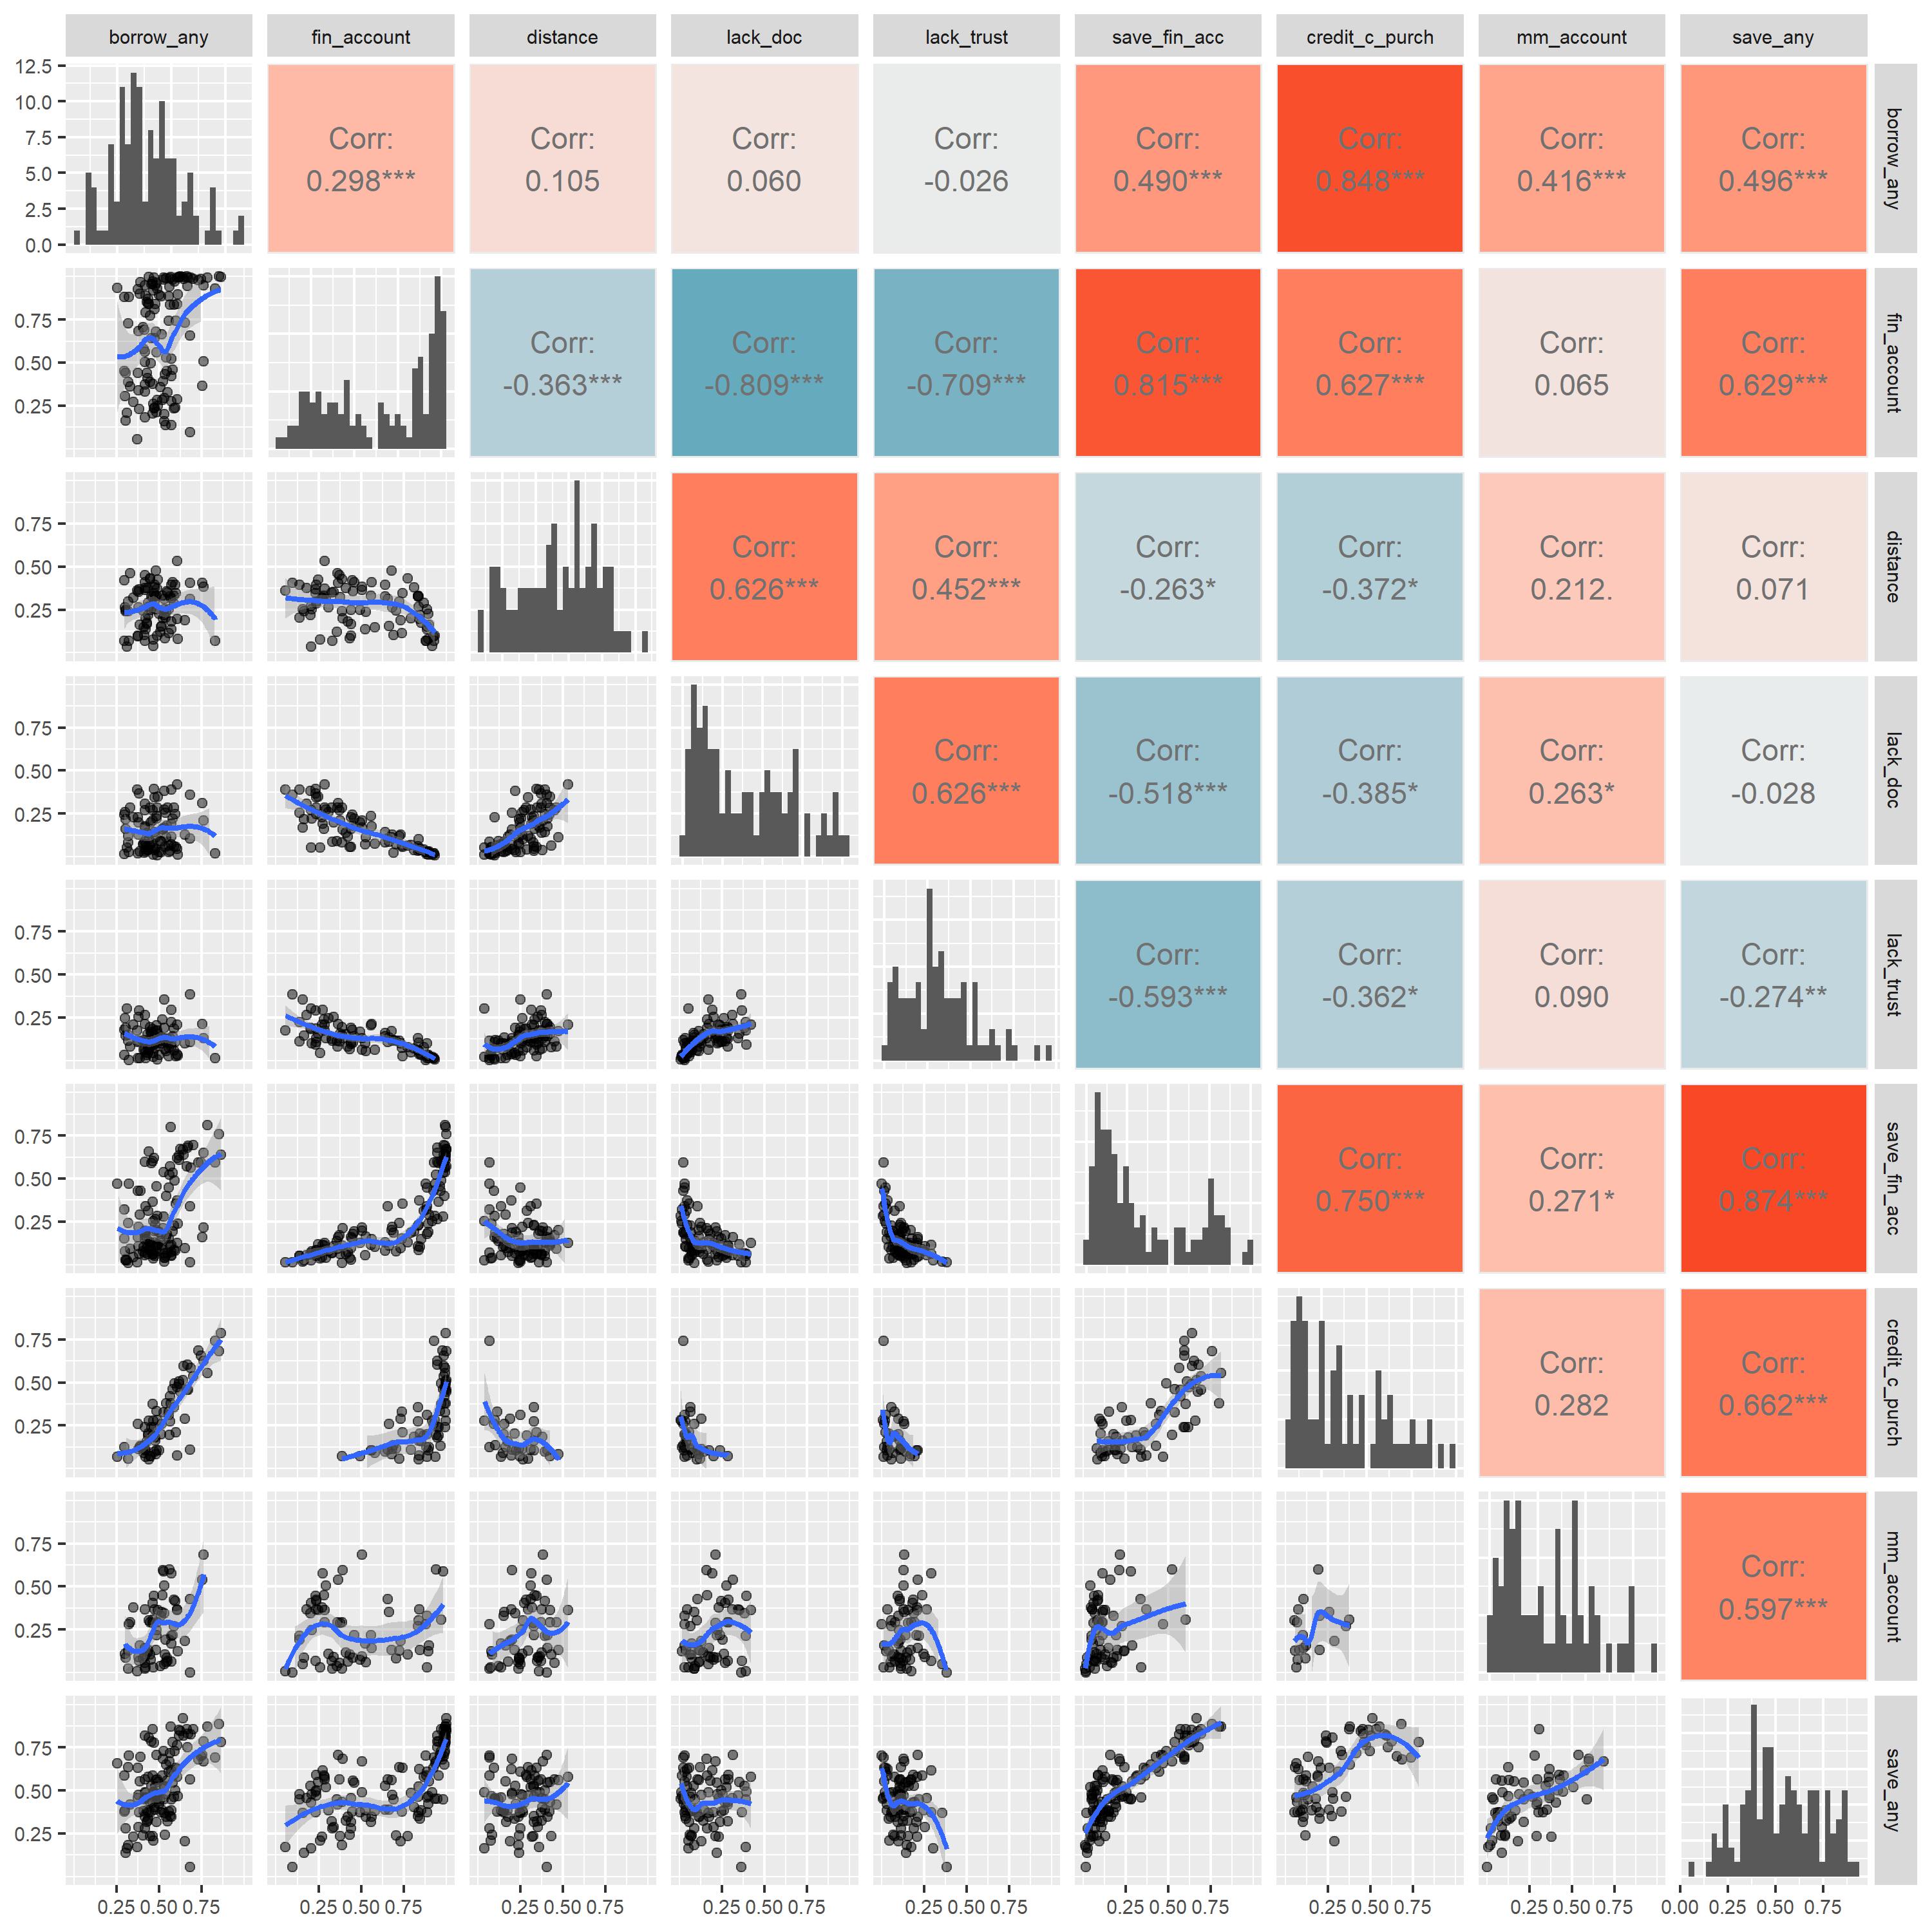 borrow_any fin_account distance lack_doc lack_trust save_fin_acc credit_c_purch mm_account save_any
12.5
10.0
7.5
5.0
2.5
0.0
Corr: Corr: Corr: Corr: Corr: Corr: Corr: Corr:
0.298*** 0.105 0.060 -0.026 0.490*** 0.848*** 0.416*** 0.496***
borrow_any
0.75
0.50
0.25
Corr: Corr: Corr: Corr: Corr: Corr: Corr:
-0.363*** -0.809*** -0.709*** 0.815*** 0.627*** 0.065 0.629***
fin_account
0.75
0.50
0.25
Corr: Corr: Corr: Corr: Corr: Corr:
0.626*** 0.452*** -0.263* -0.372* 0.212. 0.071
distance
0.75
0.50
0.25
Corr: Corr: Corr: Corr: Corr:
0.626*** -0.518*** -0.385* 0.263* -0.028
lack_doc
0.75
0.50
0.25
Corr: Corr: Corr: Corr:
-0.593*** -0.362* 0.090 -0.274**
lack_trust
0.75
0.50
0.25
Corr: Corr: Corr:
0.750*** 0.271* 0.874***
save_fin_acc
0.75
0.50
0.25
Corr: Corr:
0.282 0.662***
credit_c_purch
0.75
0.50
0.25
Corr:
0.597***
mm_account
0.75
0.50
0.25
save_any
0.25 0.50 0.75 0.25 0.50 0.75 0.25 0.50 0.75 0.25 0.50 0.75 0.25 0.50 0.75 0.25 0.50 0.75 0.25 0.50 0.75 0.25 0.50 0.75 0.00 0.25 0.50 0.75